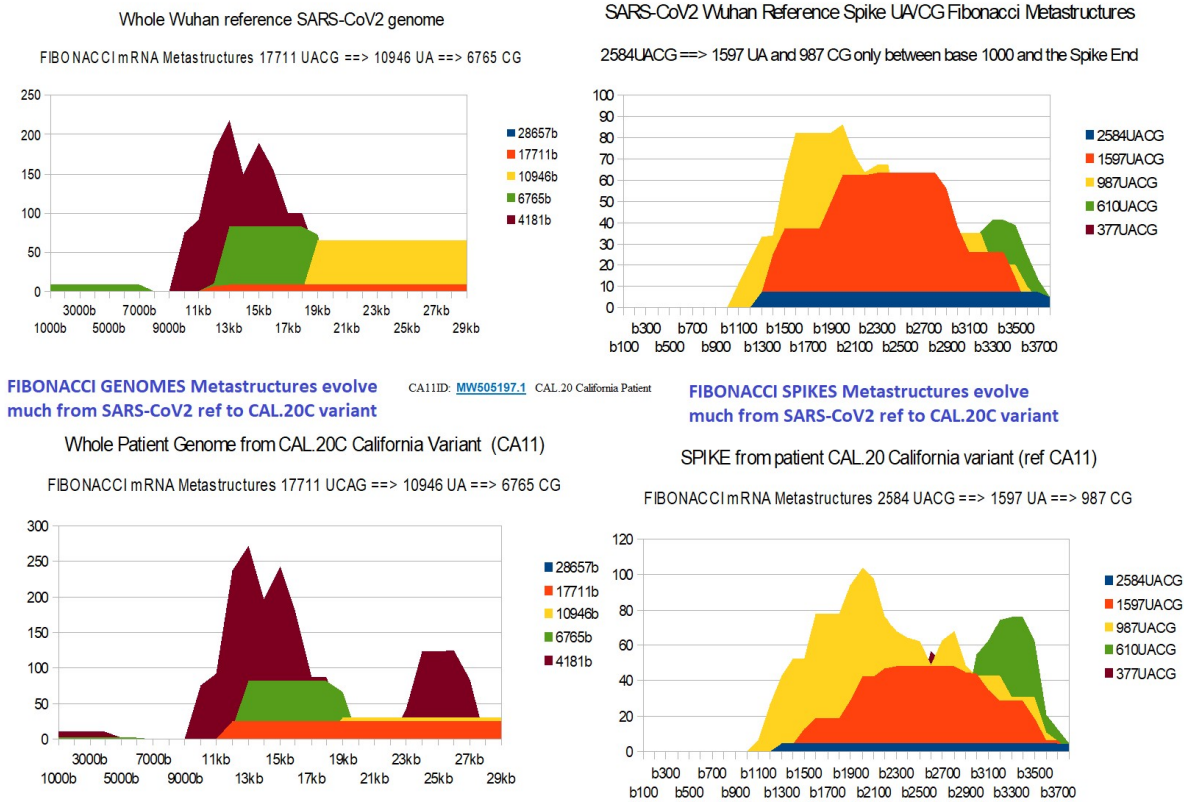 Whole Wuhan reference SARS-CoV2 genome
FIBONACCI mRNA Metastructures 17711 UACG ==> 10946 UA ==> 6765 CG
250
200
150
100
50
0
28657b
17711b
10946b
6765b
4181b
3000b 7000b 11kb 15kb 19kb 23kb 27kb
1000b 5000b 9000b 13kb 17kb 21kb 25kb 29kb
SARS-CoV2 Wuhan Reference Spike UA/CG Fibonacci Metastructures
2584UACG ==> 1597 UA and 987 CG only between base 1000 and the Spike End
100
90
80
70
60
50
40
30
20
10
0
2584UACG
1597UACG
987UACG
610UACG
377UACG
b300 b700 b1100 b1500 b1900 b2300 b2700 b3100 b3500
b100 b500 b900 b1300 b1700 b2100 b2500 b2900 b3300 b3700
FIBONACCI GENOMES Metastructures evolve
much from SARS-CoV2 ref to CAL.20C variant
CA11ID: MW505197.1 CAL.20 California Patient
FIBONACCI SPIKES Metastructures evolve
much from SARS-CoV2 ref to CAL.20C variant
Whole Patient Genome from CAL.20C California Variant (CA11)
FIBONACCI mRNA Metastructures 17711 UCAG ==> 10946 UA ==> 6765 CG
300
250
200
150
100
50
0
28657b
17711b
10946b
6765b
4181b
3000b 7000b 11kb 15kb 19kb 23kb 27kb
1000b 5000b 9000b 13kb 17kb 21kb 25kb 29kb
SPIKE from patient CAL.20 California variant (ref CA11)
FIBONACCI mRNA Metastructures 2584 UACG ==> 1597 UA ==> 987 CG
120
100
80
60
40
20
0
2584UACG
1597UACG
987UACG
610UACG
377UACG
b300 b700 b1100 b1500 b1900 b2300 b2700 b3100 b3500
b100 b500 b900 b1300 b1700 b2100 b2500 b2900 b3300 b3700